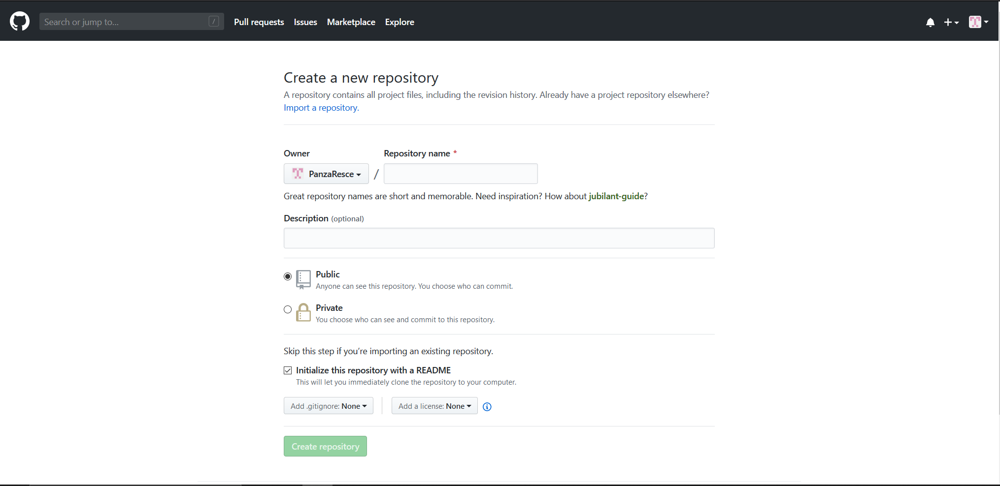 Search or jump to... /
Pull requests Issues Marketplace Explore
Create a new repository
A repository contains all project files, including the revision history. Already have a project repository elsewhere?
Import a repository.
Owner
Repository name *
PanzaResce /
Great repository names are short and memorable. Need inspiration? How about jubilant-guide?
Description (optional)
Public
Anyone can see this repository. You choose who can commit.
Private
You choose who can see and commit to this repository.
Skip this step if you’re importing an existing repository.
Initialize this repository with a README
This will let you immediately clone the repository to your computer.
Add .gitignore: None
Add a license: None
Create repository